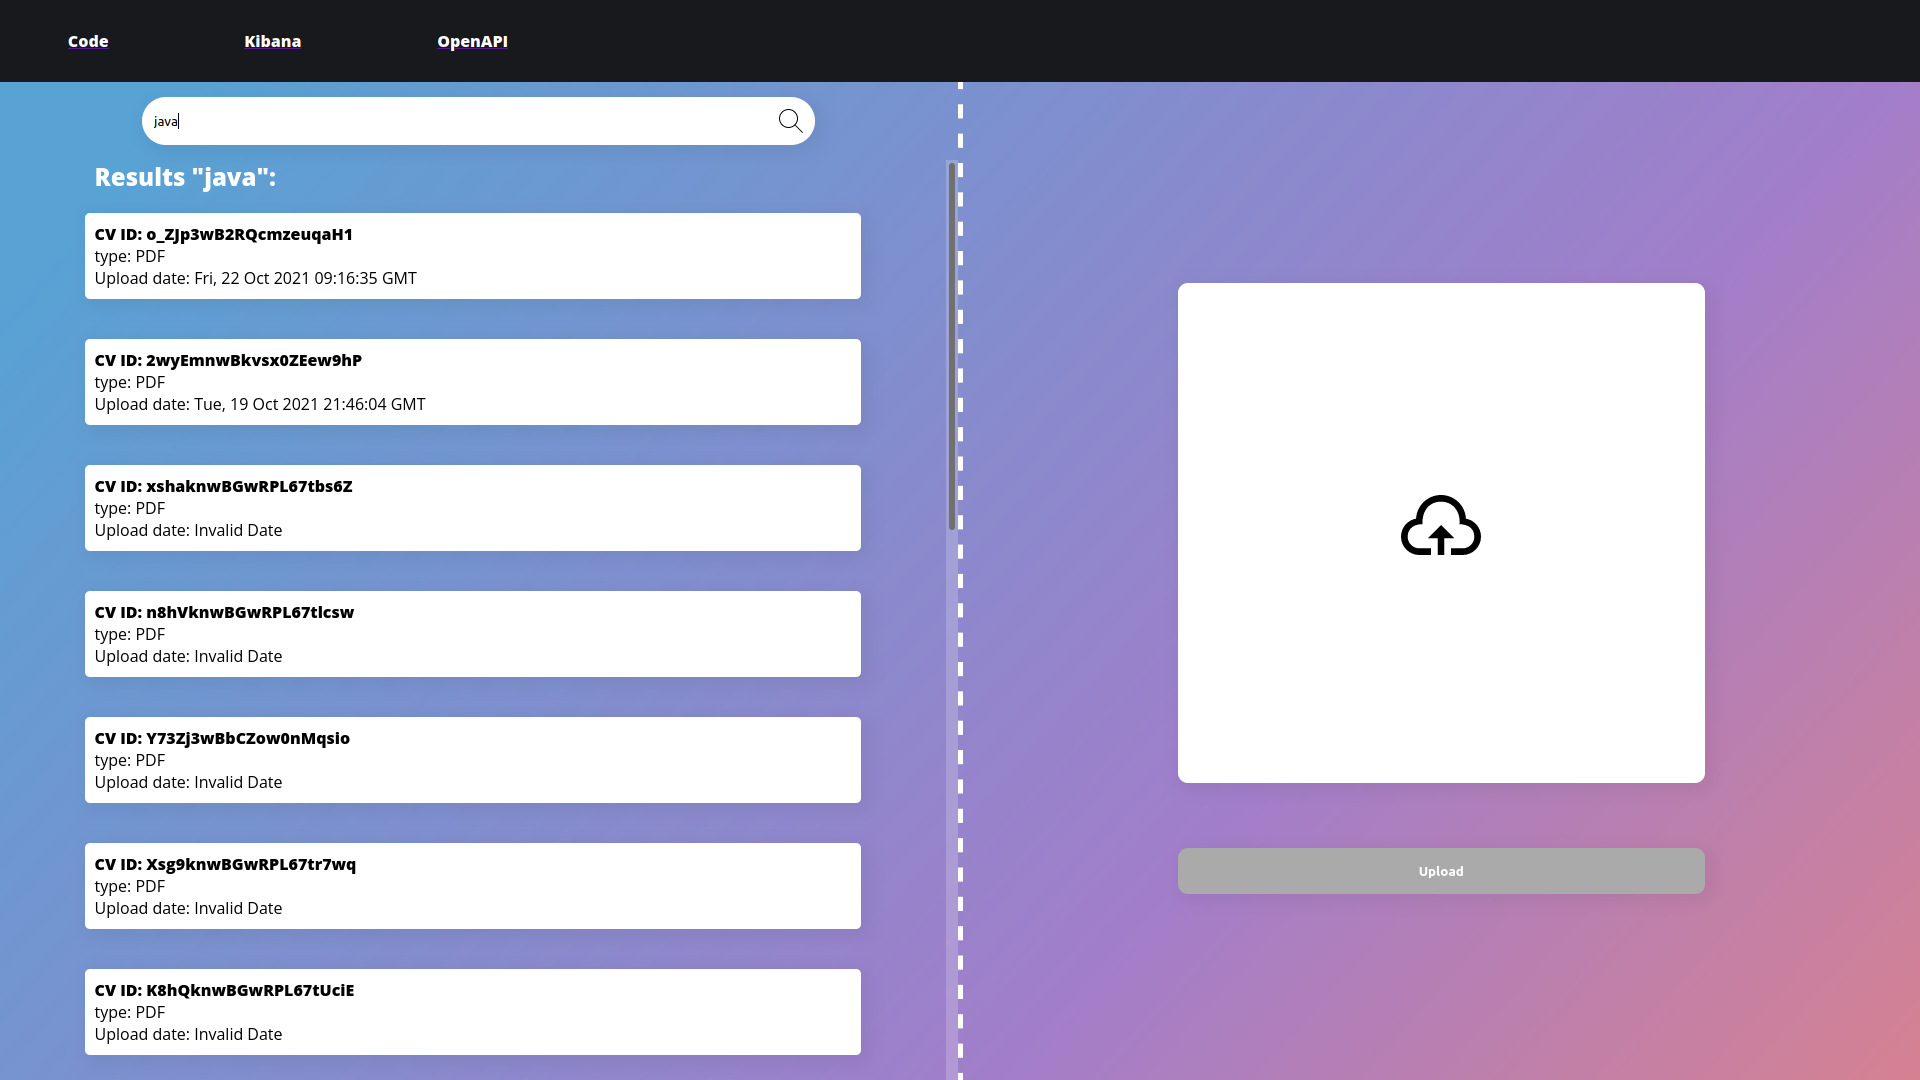 Code
Kibana
OpenAPI
java
Results "java":
CV ID: o_ZJp3wB2RQcmzeuqaH1
type: PDF
Upload date: Fri, 22 Oct 2021 09:16:35 GMT
CV ID: 2wyEmnwBkvsx0ZEew9hP
type: PDF
Upload date: Tue, 19 Oct 2021 21:46:04 GMT
CV ID: xshaknwBGwRPL67tbs6Z
type: PDF
Upload date: Invalid Date
CV ID: n8hVknwBGwRPL67tlcsw
type: PDF
Upload date: Invalid Date
CV ID: Y73Zj3wBbCZow0nMqsio
type: PDF
Upload date: Invalid Date
CV ID: Xsg9knwBGwRPL67tr7wq
type: PDF
Upload date: Invalid Date
CV ID: K8hQknwBGwRPL67tUciE
type: PDF
Upload date: Invalid Date
Upload